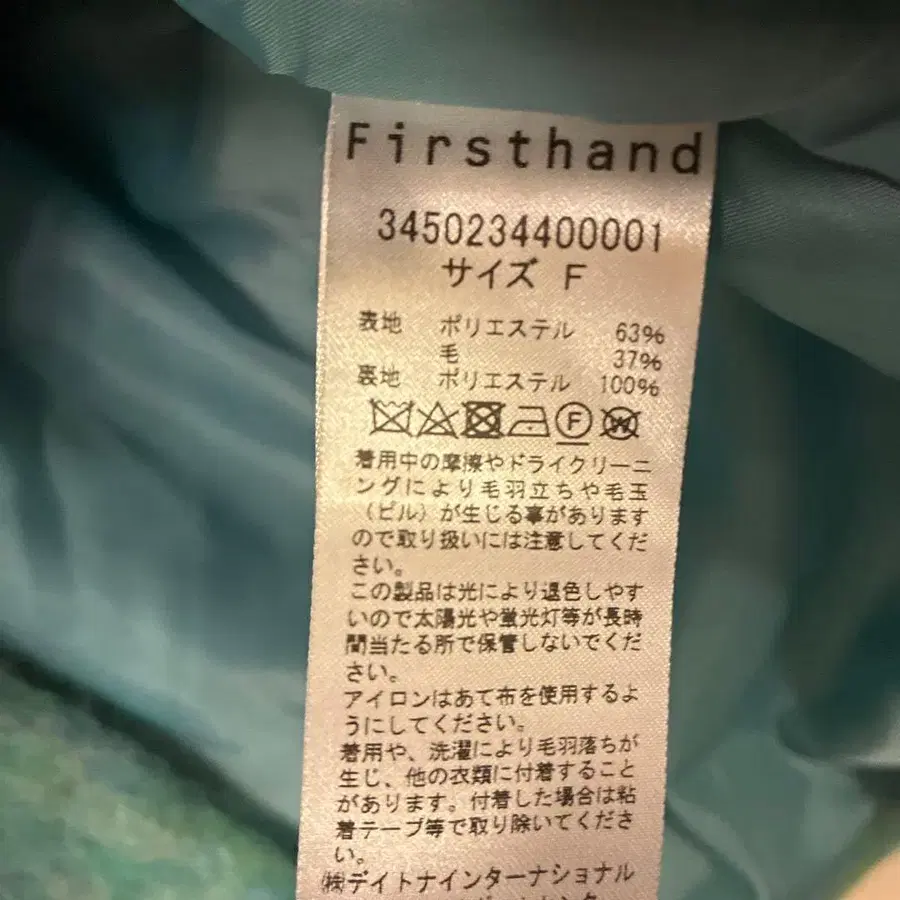 Firsthand
3450234400001
サイズ F
表地 ポリエステル 63%
毛 37%
裏地 ポリエステル 100%
F W
着用中の摩擦やドライクリーニ
ングにより毛羽立ちや毛玉
（ピル）が生じる事があります
ので取り扱いには注意してくだ
さい。
この製品は光により退色しやす
いので太陽光や蛍光灯等が長時
間当たる所で保管しないでくだ
さい。
アイロンはあて布を使用するよ
うにしてください。
着用や、洗濯により毛羽落ちが
生じ、他の衣類に付着すること
があります。付着した場合は粘
着テープ等で取り除いてくださ
い。
㈱デイトナインターナショナル